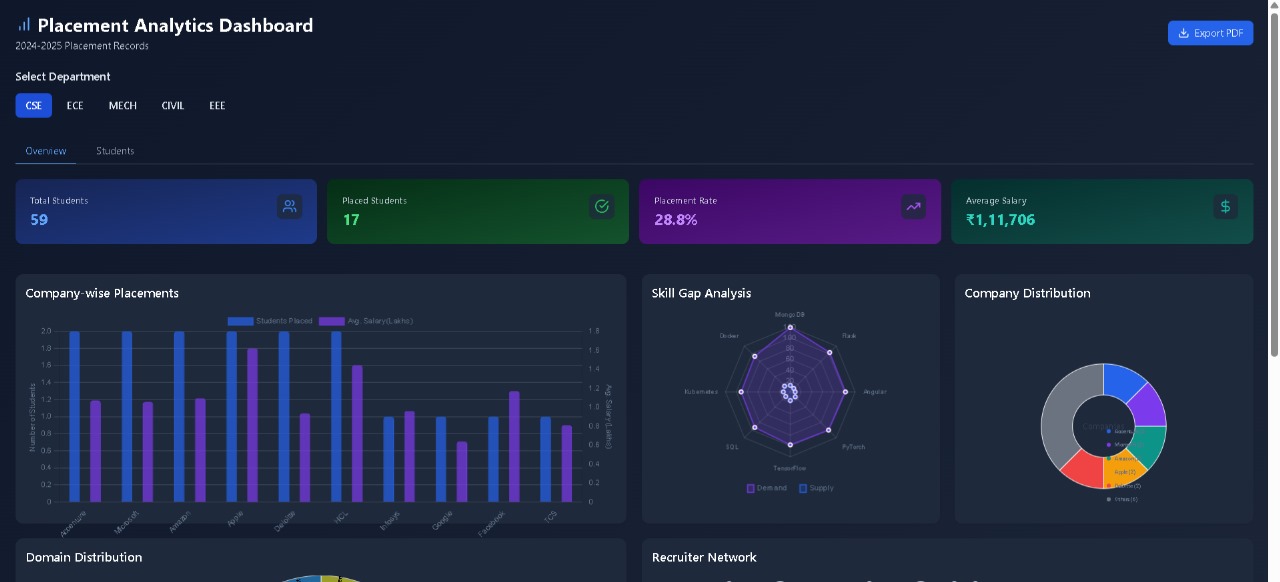 Placement Analytics Dashboard
2024-2025 Placement Records
Export PDF
Select Department
CSE ECE MECH CIVIL EEE
Overview Students
Total Students
59
Placed Students
17
Placement Rate
28.8%
Average Salary
₹1,11,706
Company-wise Placements
Students Placed Avg. Salary (Lakhs)
Number of Students
2.0
1.8
1.6
1.4
1.2
1.0
0.8
0.6
0.4
0.2
0
1.8
1.6
1.4
1.2
1.0
0.8
0.6
0.4
0.2
0
Avg. Salary (Lakhs)
Accenture Microsoft Amazon Apple Deloitte HCL Infosys Google Facebook TCS
Skill Gap Analysis
MongoDB
Flask
Angular
PyTorch
TensorFlow
SQL
Kubernetes
Docker
100
80
60
40
Demand Supply
Company Distribution
Apple (2)
Others (6)
Domain Distribution
Recruiter Network